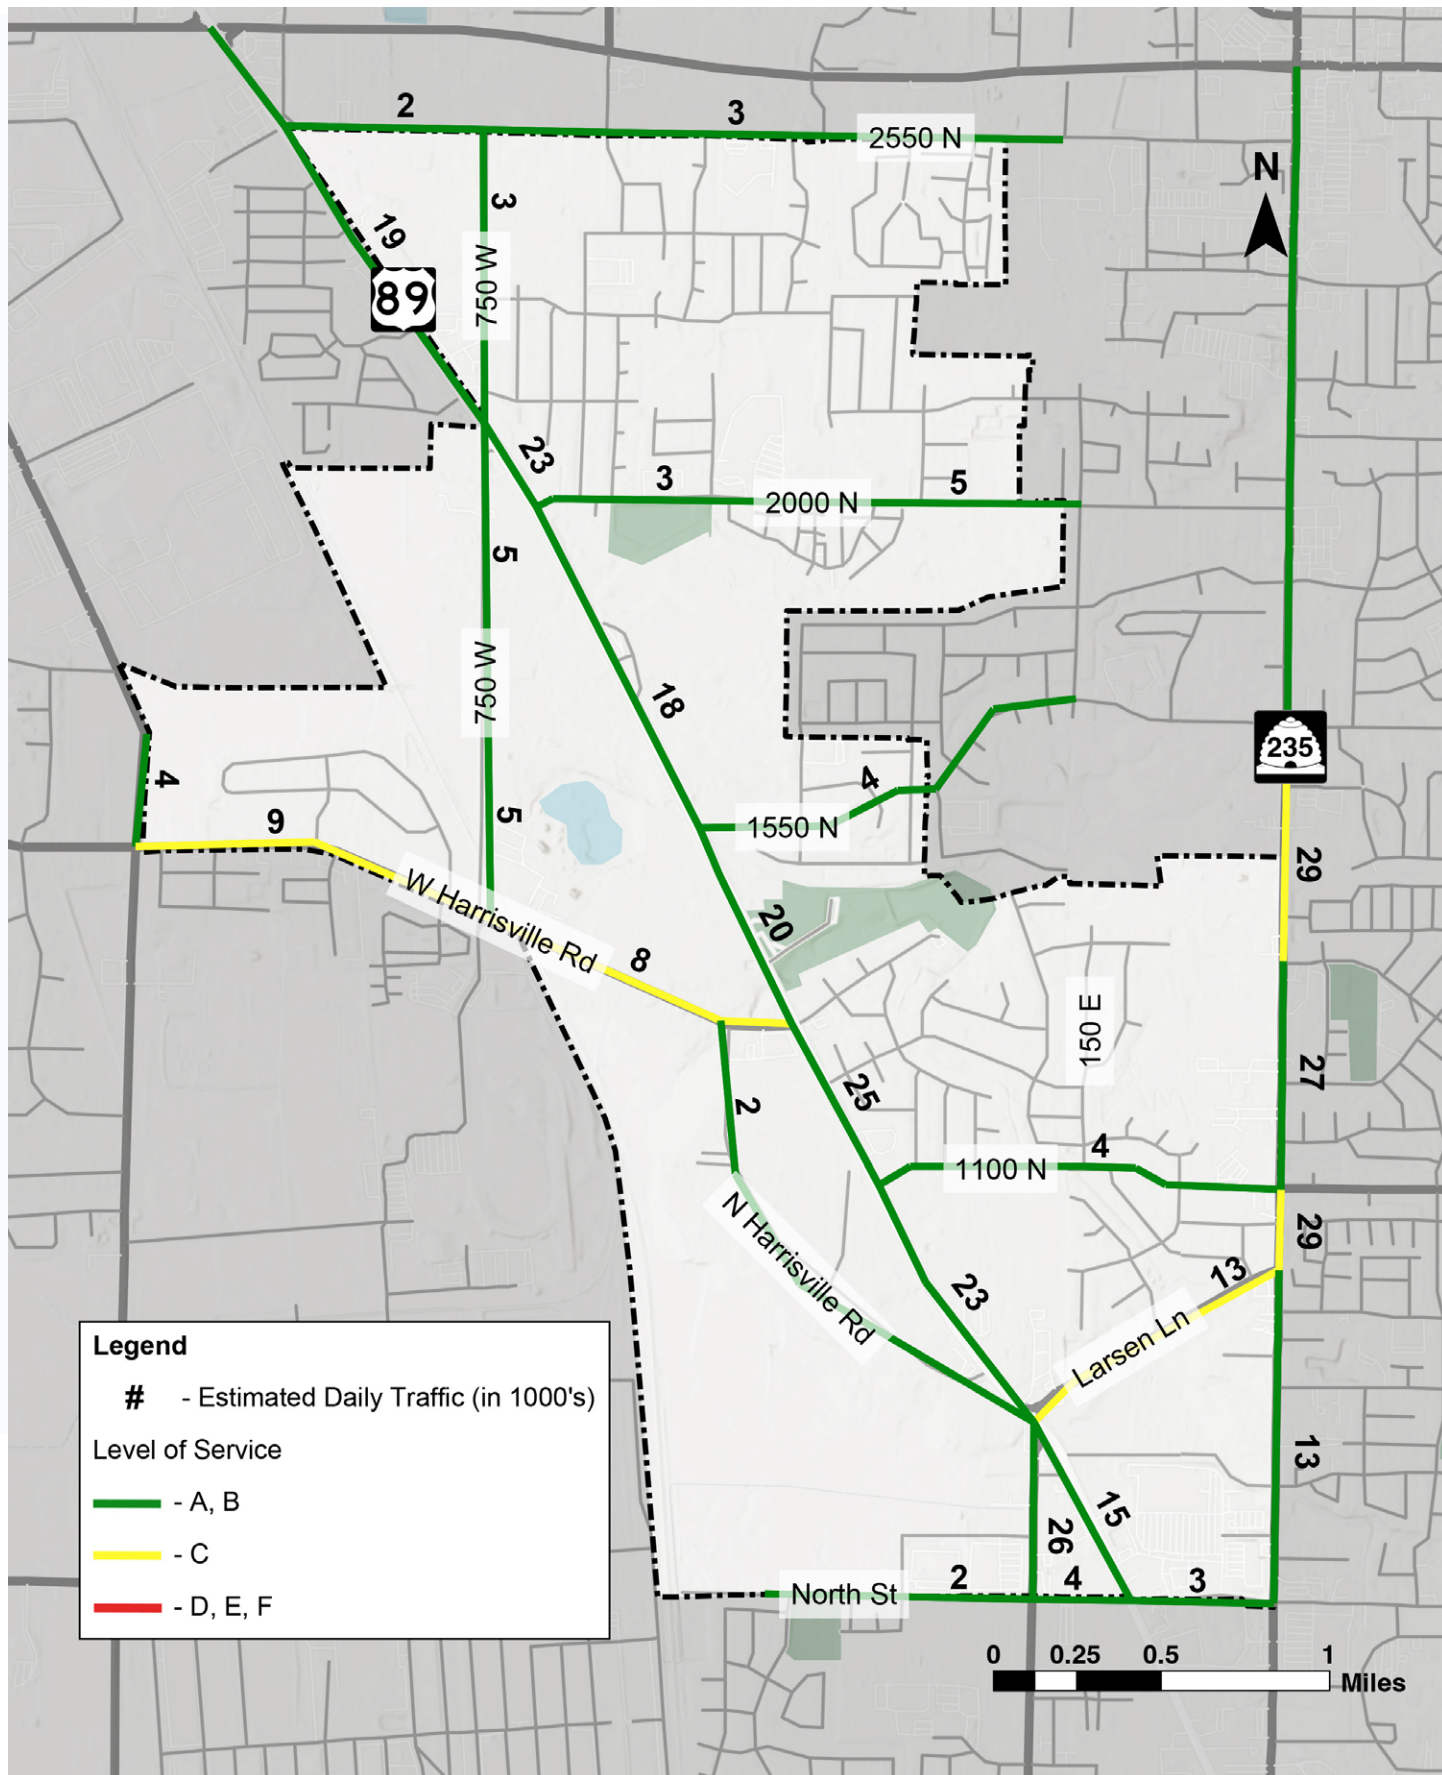 2
3
2550 N
N
3
19
750 W
89
23
3
5
2000 N
5
750 W
18
235
4
4
5
9
1550 N
29
W Harrisville Rd
20
8
150 E
27
25
2
4
1100 N
N Harrisville Rd
29
13
23
Larsen Ln
Legend
# - Estimated Daily Traffic (in 1000's)
Level of Service
- A, B
- C
- D, E, F
13
15
26
2
4
3
North St
0 0.25 0.5 1
Miles